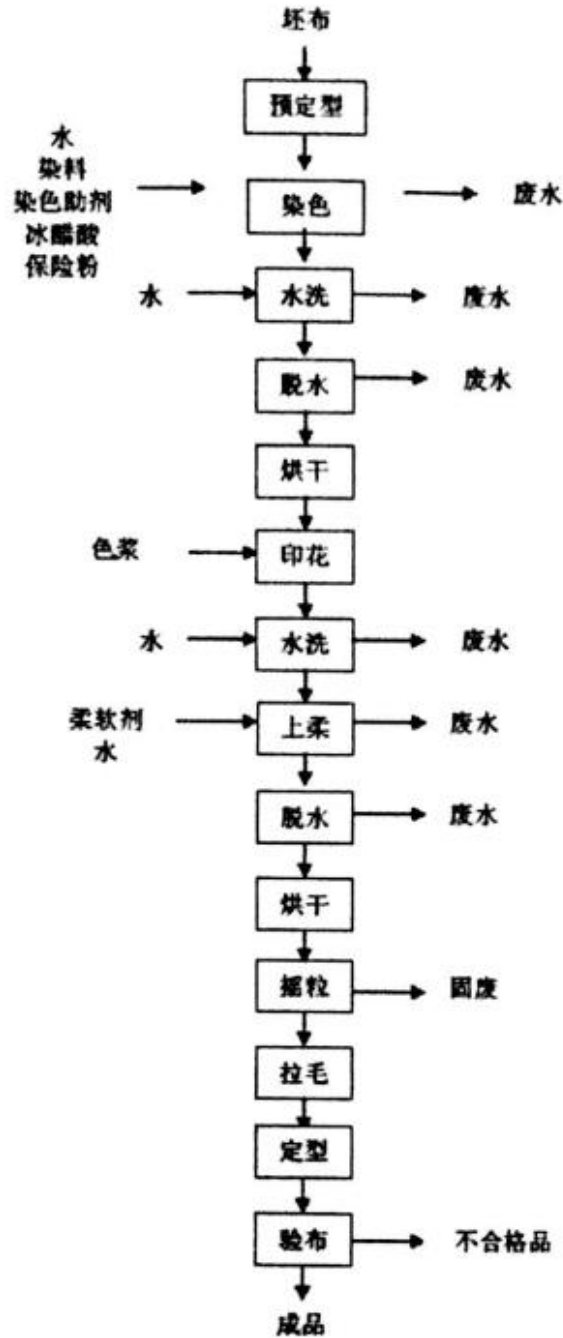 坯布
预定型
水
染料
染色助剂
冰醋酸
保险粉
染色
废水
水
水洗
废水
脱水
废水
烘干
色浆
印花
水
水洗
废水
柔软剂
水
上柔
废水
脱水
废水
烘干
摇粒
固废
拉毛
定型
验布
不合格品
成品